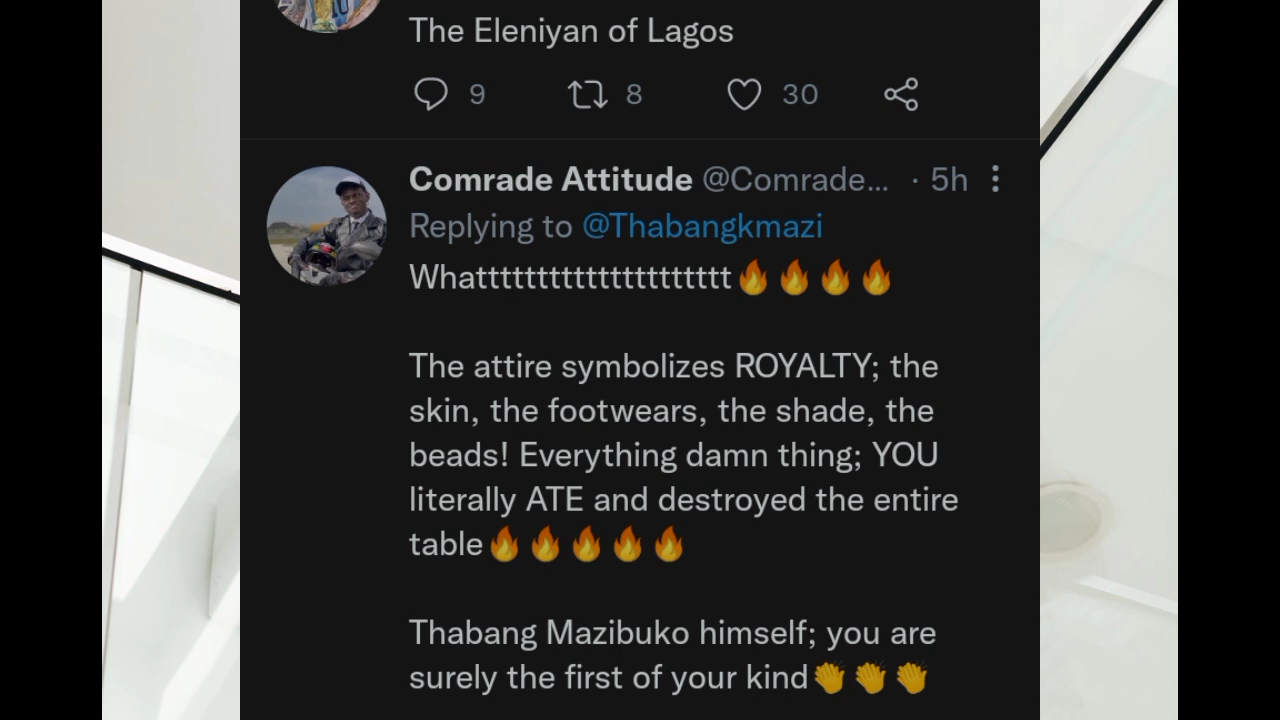 The Eleniyan of Lagos
9 8 30
Comrade Attitude @Comrade... · 5h
Replying to @Thabangkmazi
Whattttttttttttttttttttt🔥🔥🔥🔥
The attire symbolizes ROYALTY; the
skin, the footwears, the shade, the
beads! Everything damn thing; YOU
literally ATE and destroyed the entire
table🔥🔥🔥🔥🔥
Thabang Mazibuko himself; you are
surely the first of your kind👏👏👏